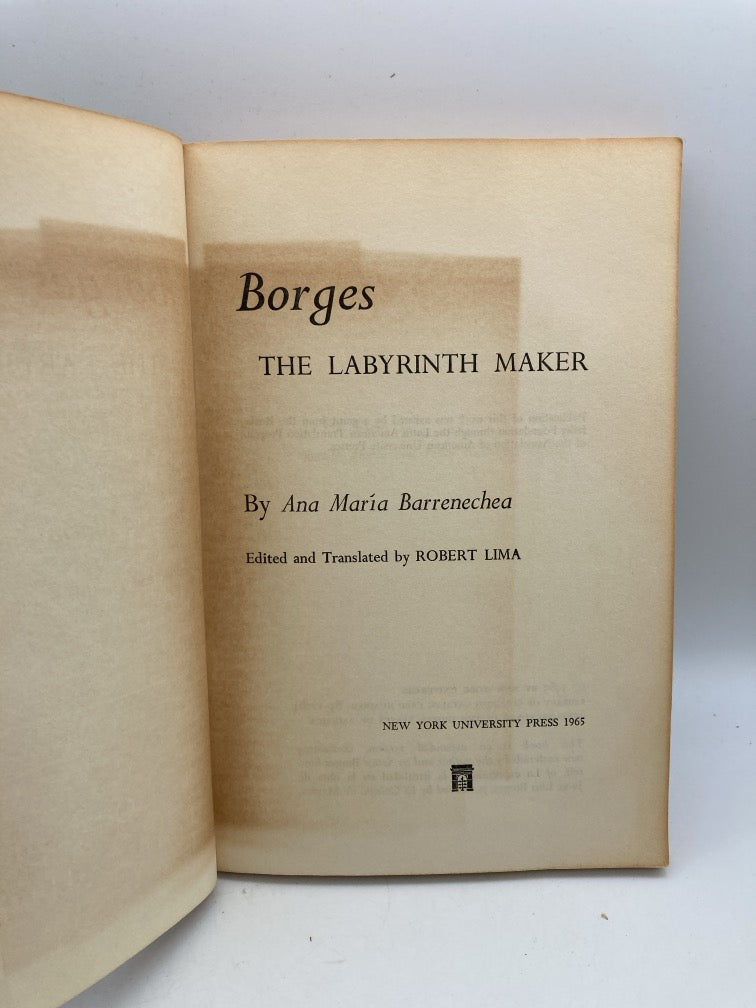 Borges
THE LABYRINTH MAKER
By Ana María Barrenechea
Edited and Translated by ROBERT LIMA
NEW YORK UNIVERSITY PRESS 1965